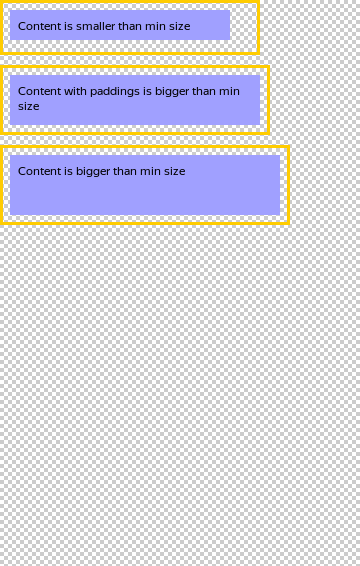 Content is smaller than min size
Content with paddings is bigger than min
size
Content is bigger than min size